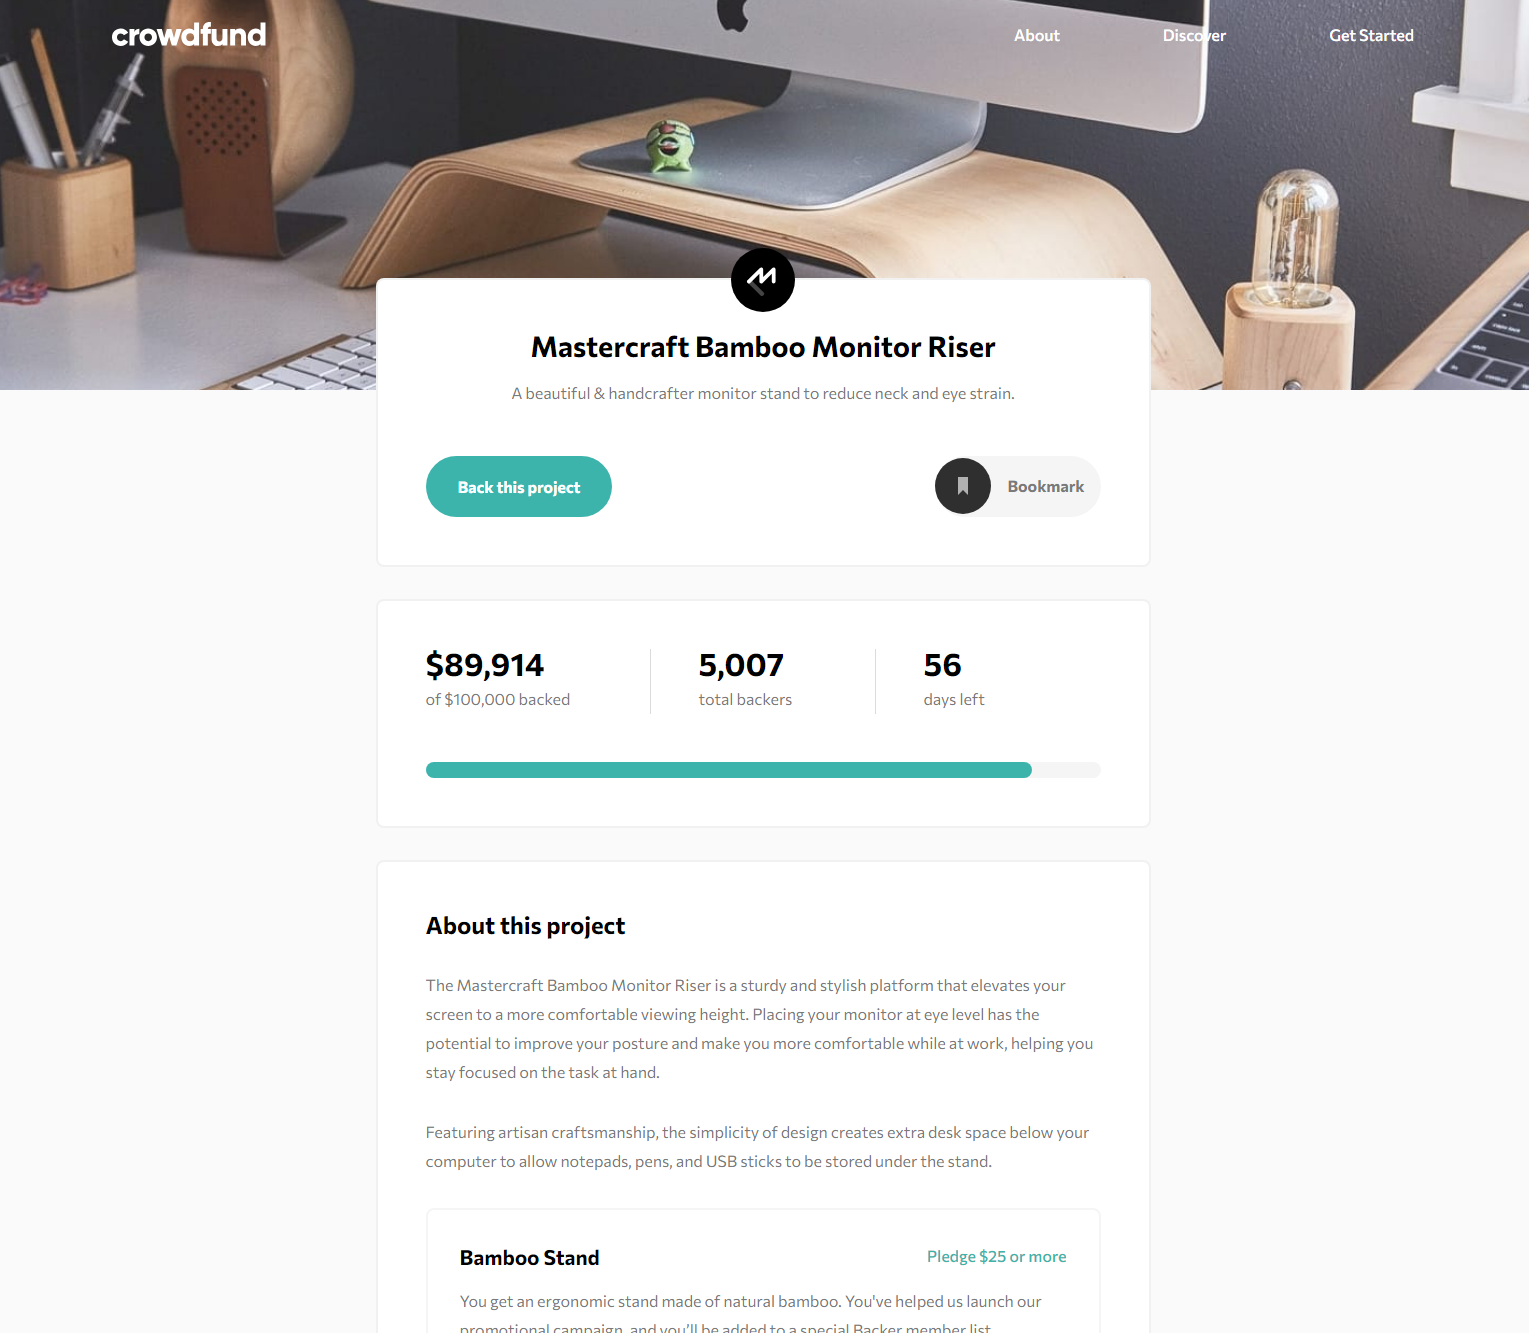 crowdfund
About
Discover
Get Started
Mastercraft Bamboo Monitor Riser
A beautiful & handcrafter monitor stand to reduce neck and eye strain.
Back this project
Bookmark
$89,914
of $100,000 backed
5,007
total backers
56
days left
About this project
The Mastercraft Bamboo Monitor Riser is a sturdy and stylish platform that elevates your
screen to a more comfortable viewing height. Placing your monitor at eye level has the
potential to improve your posture and make you more comfortable while at work, helping you
stay focused on the task at hand.
Featuring artisan craftsmanship, the simplicity of design creates extra desk space below your
computer to allow notepads, pens, and USB sticks to be stored under the stand.
Bamboo Stand
Pledge $25 or more
You get an ergonomic stand made of natural bamboo. You've helped us launch our
promotional campaign, and you’ll be added to a special Backer member list.